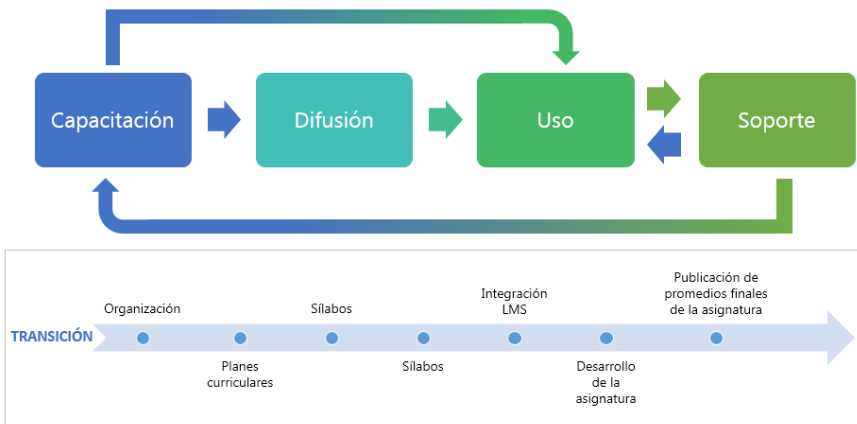 Capacitación
Difusión
Uso
Soporte
TRANSICIÓN
Organización
Planes
curriculares
Sílabos
Sílabos
Integración
LMS
Desarrollo
de la
asignatura
Publicación de
promedios finales
de la asignatura